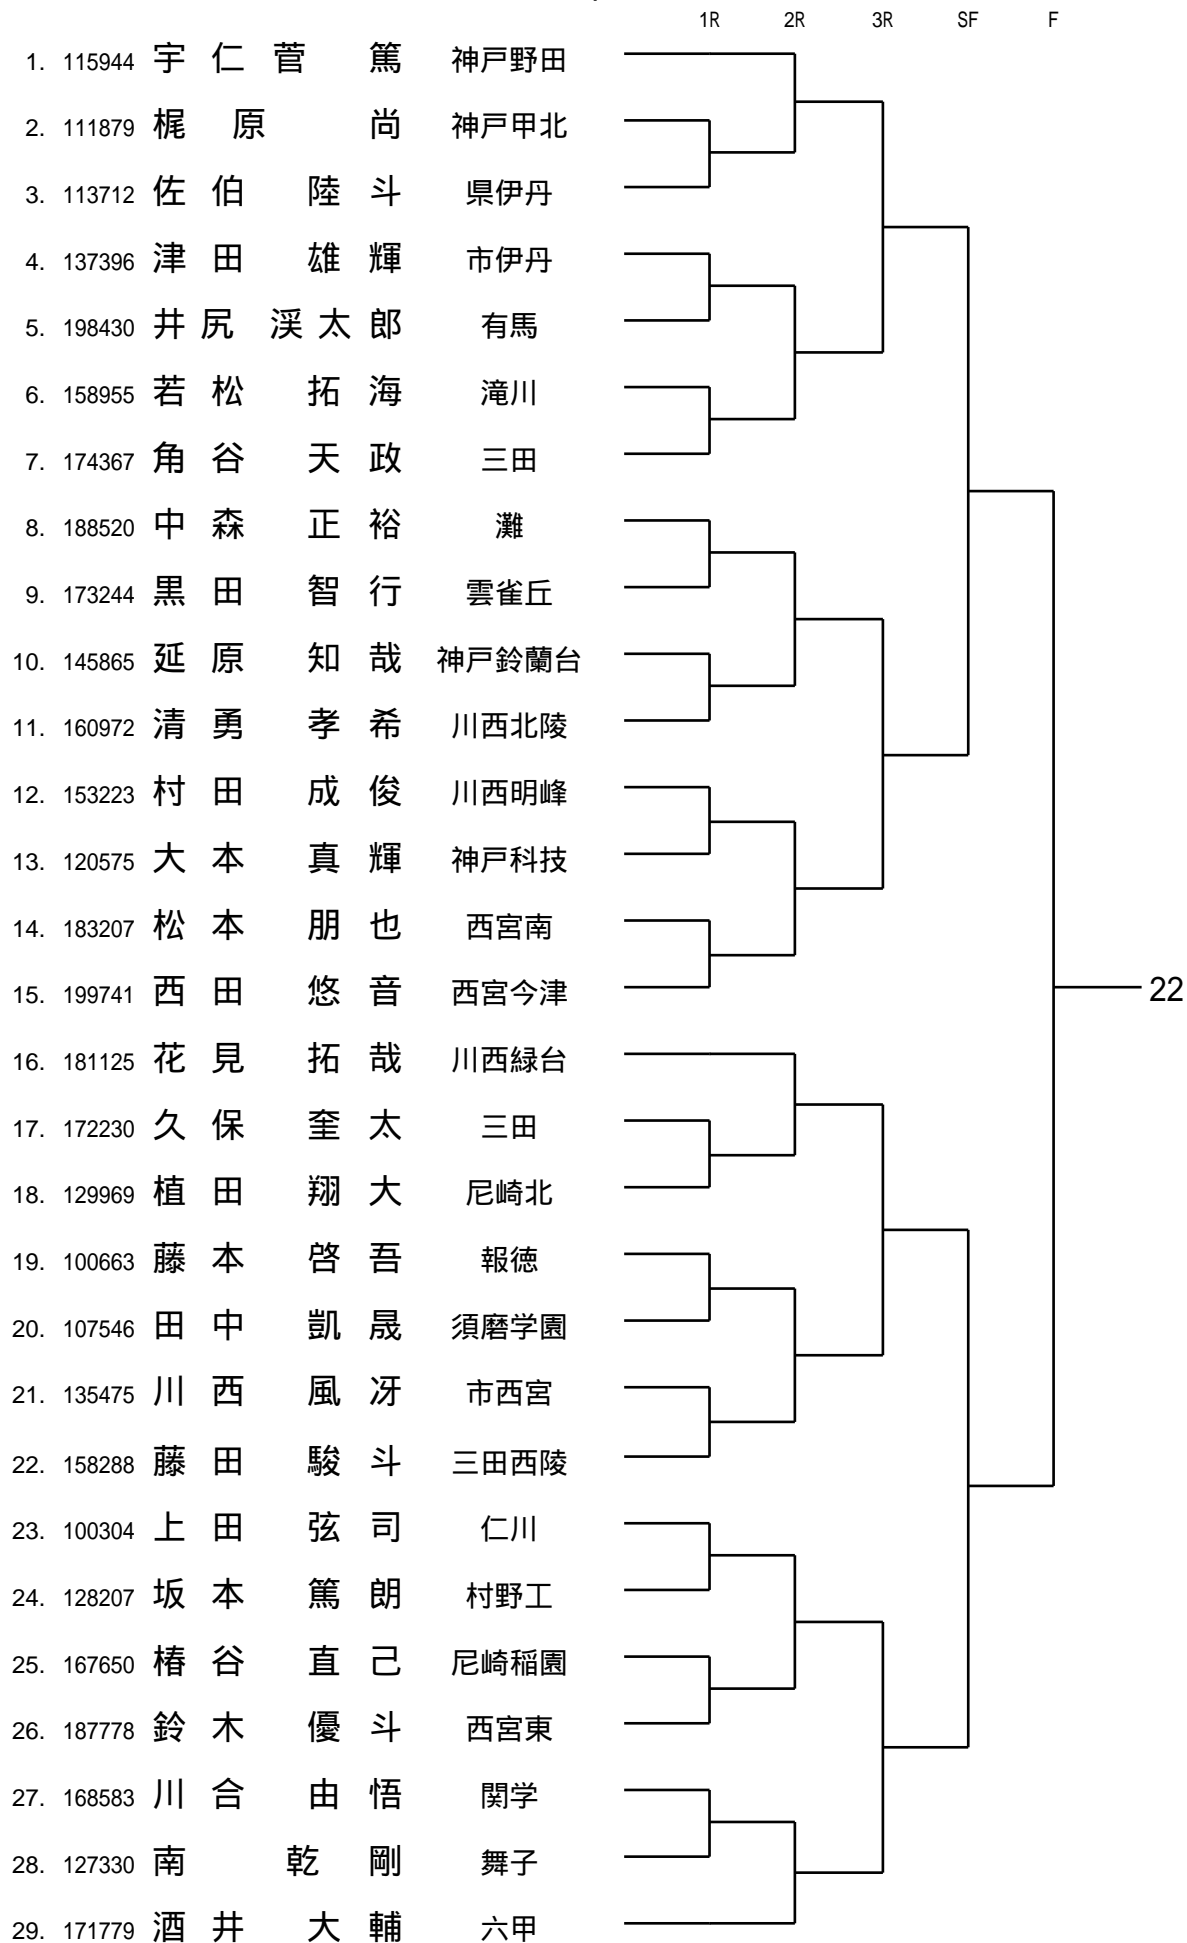 1R 2R 3R SF F
1. 115944 宇仁菅 篤 神戸野田
2. 111879 梶原 尚 神戸甲北
3. 113712 佐伯 陸斗 県伊丹
4. 137396 津田 雄輝 市伊丹
5. 198430 井尻 渓太郎 有馬
6. 158955 若松 拓海 滝川
7. 174367 角谷 天政 三田
8. 188520 中森 正裕 灘
9. 173244 黒田 智行 雲雀丘
10. 145865 延原 知哉 神戸鈴蘭台
11. 160972 清勇 孝希 川西北陵
12. 153223 村田 成俊 川西明峰
13. 120575 大本 真輝 神戸科技
14. 183207 松本 朋也 西宮南
15. 199741 西田 悠音 西宮今津
22
16. 181125 花見 拓哉 川西緑台
17. 172230 久保 奎太 三田
18. 129969 植田 翔大 尼崎北
19. 100663 藤本 啓吾 報徳
20. 107546 田中 凱晟 須磨学園
21. 135475 川西 風冴 市西宮
22. 158288 藤田 駿斗 三田西陵
23. 100304 上田 弦司 仁川
24. 128207 坂本 篤朗 村野工
25. 167650 椿谷 直己 尼崎稲園
26. 187778 鈴木 優斗 西宮東
27. 168583 川合 由悟 関学
28. 127330 南 乾剛 舞子
29. 171779 酒井 大輔 六甲